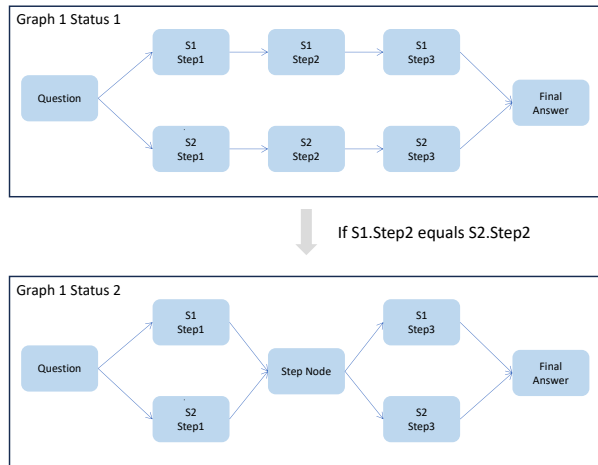 Graph 1 Status 1
S1
Step1
S1
Step2
S1
Step3
Question
Final
Answer
S2
Step1
S2
Step2
S2
Step3
If S1.Step2 equals S2.Step2
Graph 1 Status 2
S1
Step1
S1
Step3
Question
Step Node
Final
Answer
S2
Step1
S2
Step3